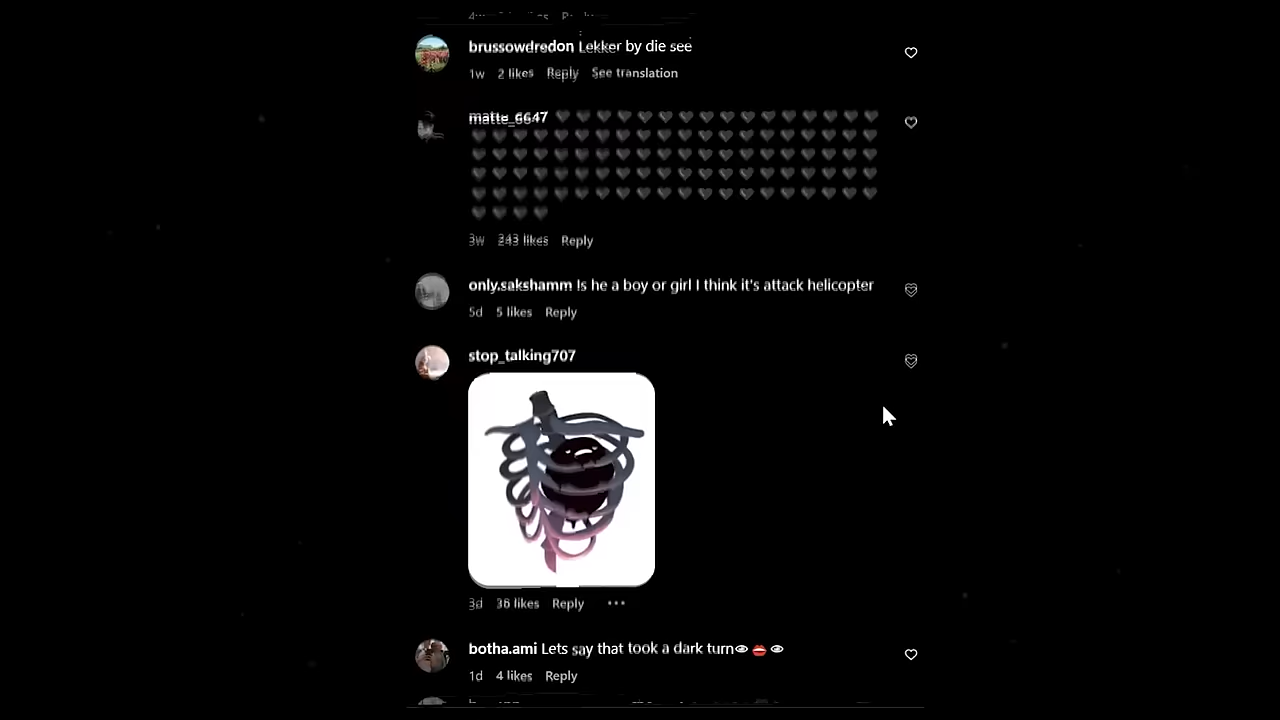 brussowdredon Lekker by die see
1w 2 likes Reply See translation
matte_6647 🖤🖤🖤🖤🖤🖤🖤🖤🖤🖤🖤🖤🖤🖤🖤🖤
🖤🖤🖤🖤🖤🖤🖤🖤🖤🖤🖤🖤🖤🖤🖤🖤🖤🖤🖤🖤
🖤🖤🖤🖤🖤🖤🖤🖤🖤🖤🖤🖤🖤🖤🖤🖤🖤🖤🖤🖤
🖤🖤🖤🖤🖤🖤🖤🖤🖤🖤🖤🖤🖤🖤🖤🖤🖤🖤🖤🖤
🖤🖤🖤🖤🖤🖤🖤🖤🖤🖤🖤🖤🖤🖤🖤🖤🖤🖤🖤🖤
🖤🖤🖤🖤
3w 243 likes Reply
only.sakshamm Is he a boy or girl I think it's attack helicopter
5d 5 likes Reply
stop_talking707
3d 36 likes Reply •••
botha.ami Lets say that took a dark turn👁👄👁
1d 4 likes Reply